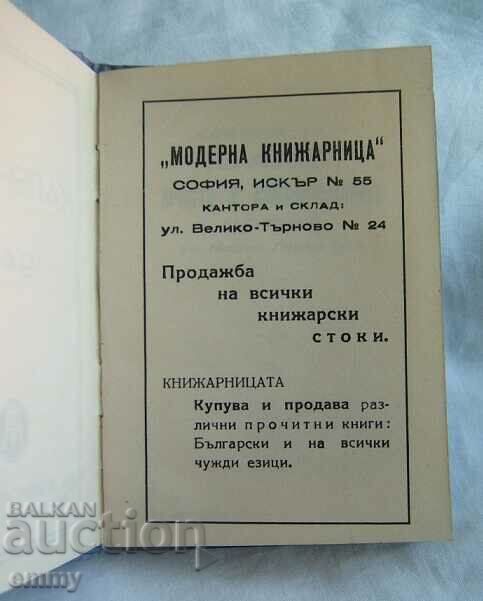 „МОДЕРНА КНИЖАРНИЦА“
СОФИЯ, ИСКЪР № 55
КАНТОРА и СКЛАД:
ул. Велико-Търново № 24
Продажба
на всички
книжарски
стоки.
КНИЖАРНИЦАТА
Купува и продава раз-
лични прочитни книги:
Български и на всички
чужди езици.
BALKAN
auction
emmy